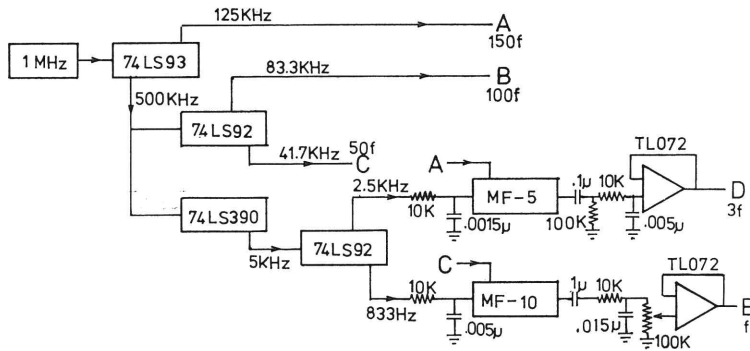 125KHz
A
150f
1 MHz
74LS93
83.3KHz
B
100f
500KHz
74LS92
50f
41.7KHz
C
TL072
A
2.5KHz
.1μ
10K
D
3f
MF-5
10K
74LS390
.0015μ
100K
.005μ
74LS92
5KHz
C
TL072
10K
.1μ
10K
E
f
MF-10
833Hz
.005μ
.015μ
100K